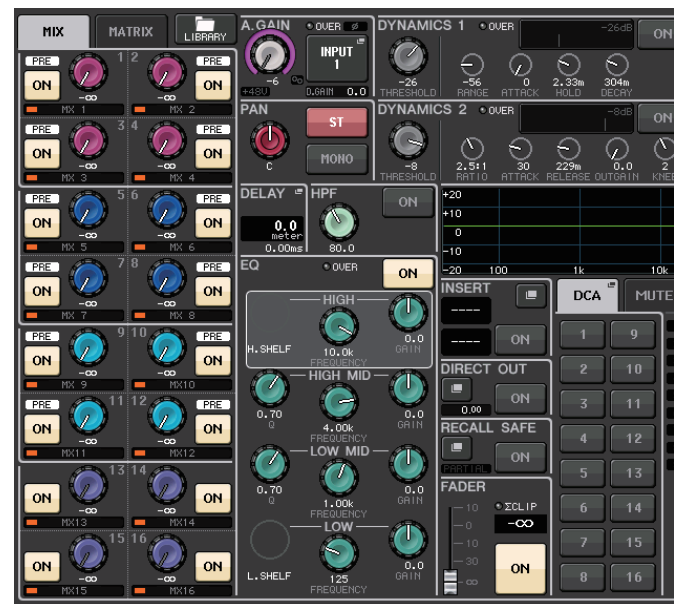 MIX MATRIX LIBRARY
PRE 1 2 PRE
ON ON
-∞ -∞
MX 1 MX 2
PRE 3 4 PRE
ON ON
-∞ -∞
MX 3 MX 4
PRE 5 6 PRE
ON ON
-∞ -∞
MX 5 MX 6
PRE 7 8 PRE
ON ON
-∞ -∞
MX 7 MX 8
PRE 9 10 PRE
ON ON
-∞ -∞
MX 9 MX10
PRE 11 12 PRE
ON ON
-∞ -∞
MX11 MX12
13 14
ON ON
-∞ -∞
MX13 MX14
15 16
ON ON
-∞ -∞
MX15 MX16
A.GAIN OVER ø
INPUT
1
-6
+48V D.GAIN 0.0
PAN
ST
MONO
C
DELAY
0.0
meter
0.00ms
HPF
ON
80.0
EQ OVER ON
HIGH
H.SHELF 10.0k 0.0
FREQUENCY GAIN
HIGH MID
0.70 4.00k 0.0
Q FREQUENCY GAIN
LOW MID
0.70 1.00k 0.0
Q FREQUENCY GAIN
LOW
L.SHELF 125 0.0
FREQUENCY GAIN
DYNAMICS 1 OVER -26dB ON
-26 -56 0 2.33m 304m
THRESHOLD RANGE ATTACK HOLD DECAY
DYNAMICS 2 OVER -8dB ON
-8 2.5:1 30 229m 0.0 2
THRESHOLD RATIO ATTACK RELEASE OUTGAIN KNEE
+20
+10
0
-10
-20 100 1k 10k
INSERT
----
---- ON
DIRECT OUT
ON
0.00
RECALL SAFE
ON
PARTIAL
FADER
10 ΣCLIP
0 -∞
10
30 ON
∞
DCA MUTE
1 9
2 10
3 11
4 12
5 13
6 14
7 15
8 16